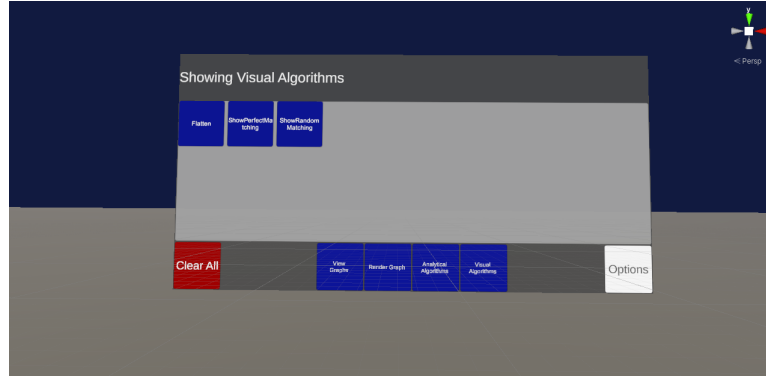 y
< Persp
Showing Visual Algorithms
Flatten
ShowPerfectMa
tching
ShowRandom
Matching
Clear All
View
Graphs
Render Graph
Analytical
Algorithms
Visual
Algorithms
Options